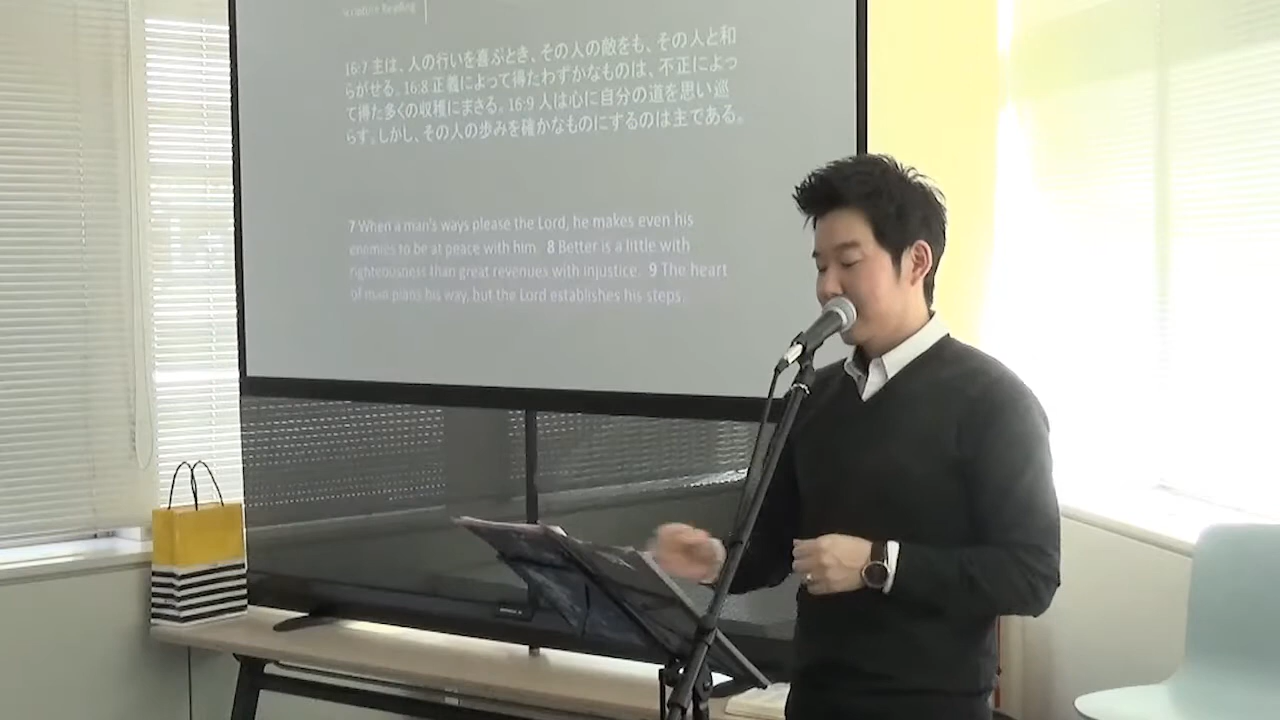 Scripture Reading
16:7 主は、人の行いを喜ぶとき、その人の敵をも、その人と和
らがせる。16:8 正義によって得たわずかなものは、不正によっ
て得た多くの収穫にまさる。16:9 人は心に自分の道を思い巡
らす。しかし、その人の歩みを確かなものにするのは主である。
7 When a man's ways please the Lord, he makes even his
enemies to be at peace with him. 8 Better is a little with
righteousness than great revenues with injustice. 9 The heart
of man plans his way, but the Lord establishes his steps.